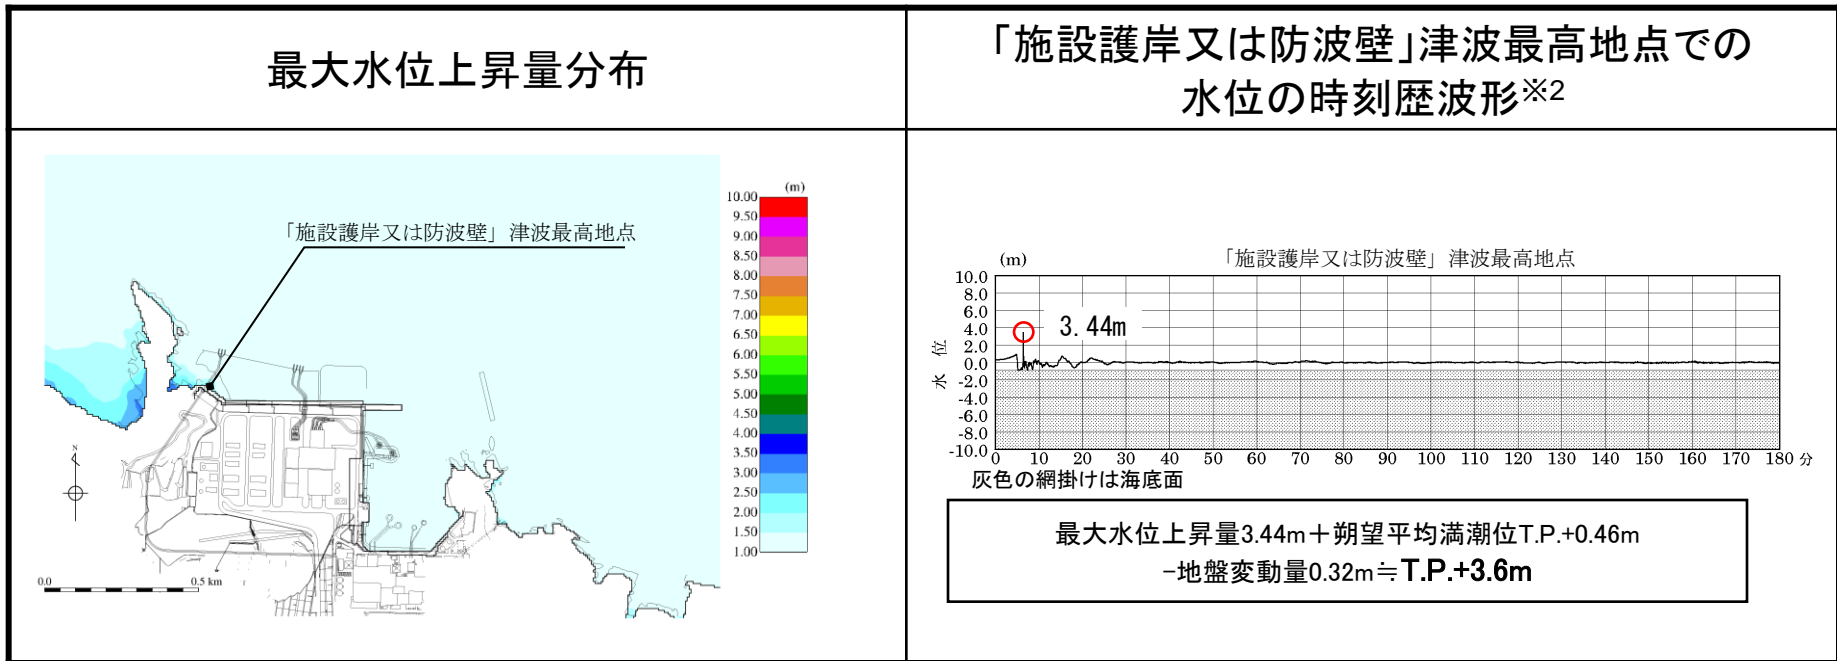 最大水位上昇量分布
「施設護岸又は防波壁」津波最高地点での
水位の時刻歴波形※2
「施設護岸又は防波壁」津波最高地点
(m)
10.00
9.50
9.00
8.50
8.00
7.50
7.00
6.50
6.00
5.50
5.00
4.50
4.00
3.50
3.00
2.50
2.00
1.50
1.00
N
0.0 0.5 km
(m) 「施設護岸又は防波壁」津波最高地点
水位
10.0
8.0
6.0
4.0
2.0
0.0
-2.0
-4.0
-6.0
-8.0
-10.0
3.44m
0 10 20 30 40 50 60 70 80 90 100 110 120 130 140 150 160 170 180 分
灰色の網掛けは海底面
最大水位上昇量3.44m＋朔望平均満潮位T.P.+0.46m
−地盤変動量0.32m≒T.P.+3.6m